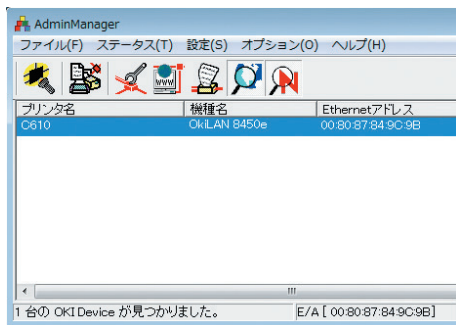 AdminManager
ファイル(F) ステータス(T) 設定(S) オプション(O) ヘルプ(H)
WWW
プリンタ名 機種名 Ethernetアドレス
C610 OkiLAN 8450e 00:80:87:84:9C:9B
1 台の OKI Device が見つかりました。 E/A [ 00:80:87:84:9C:9B]